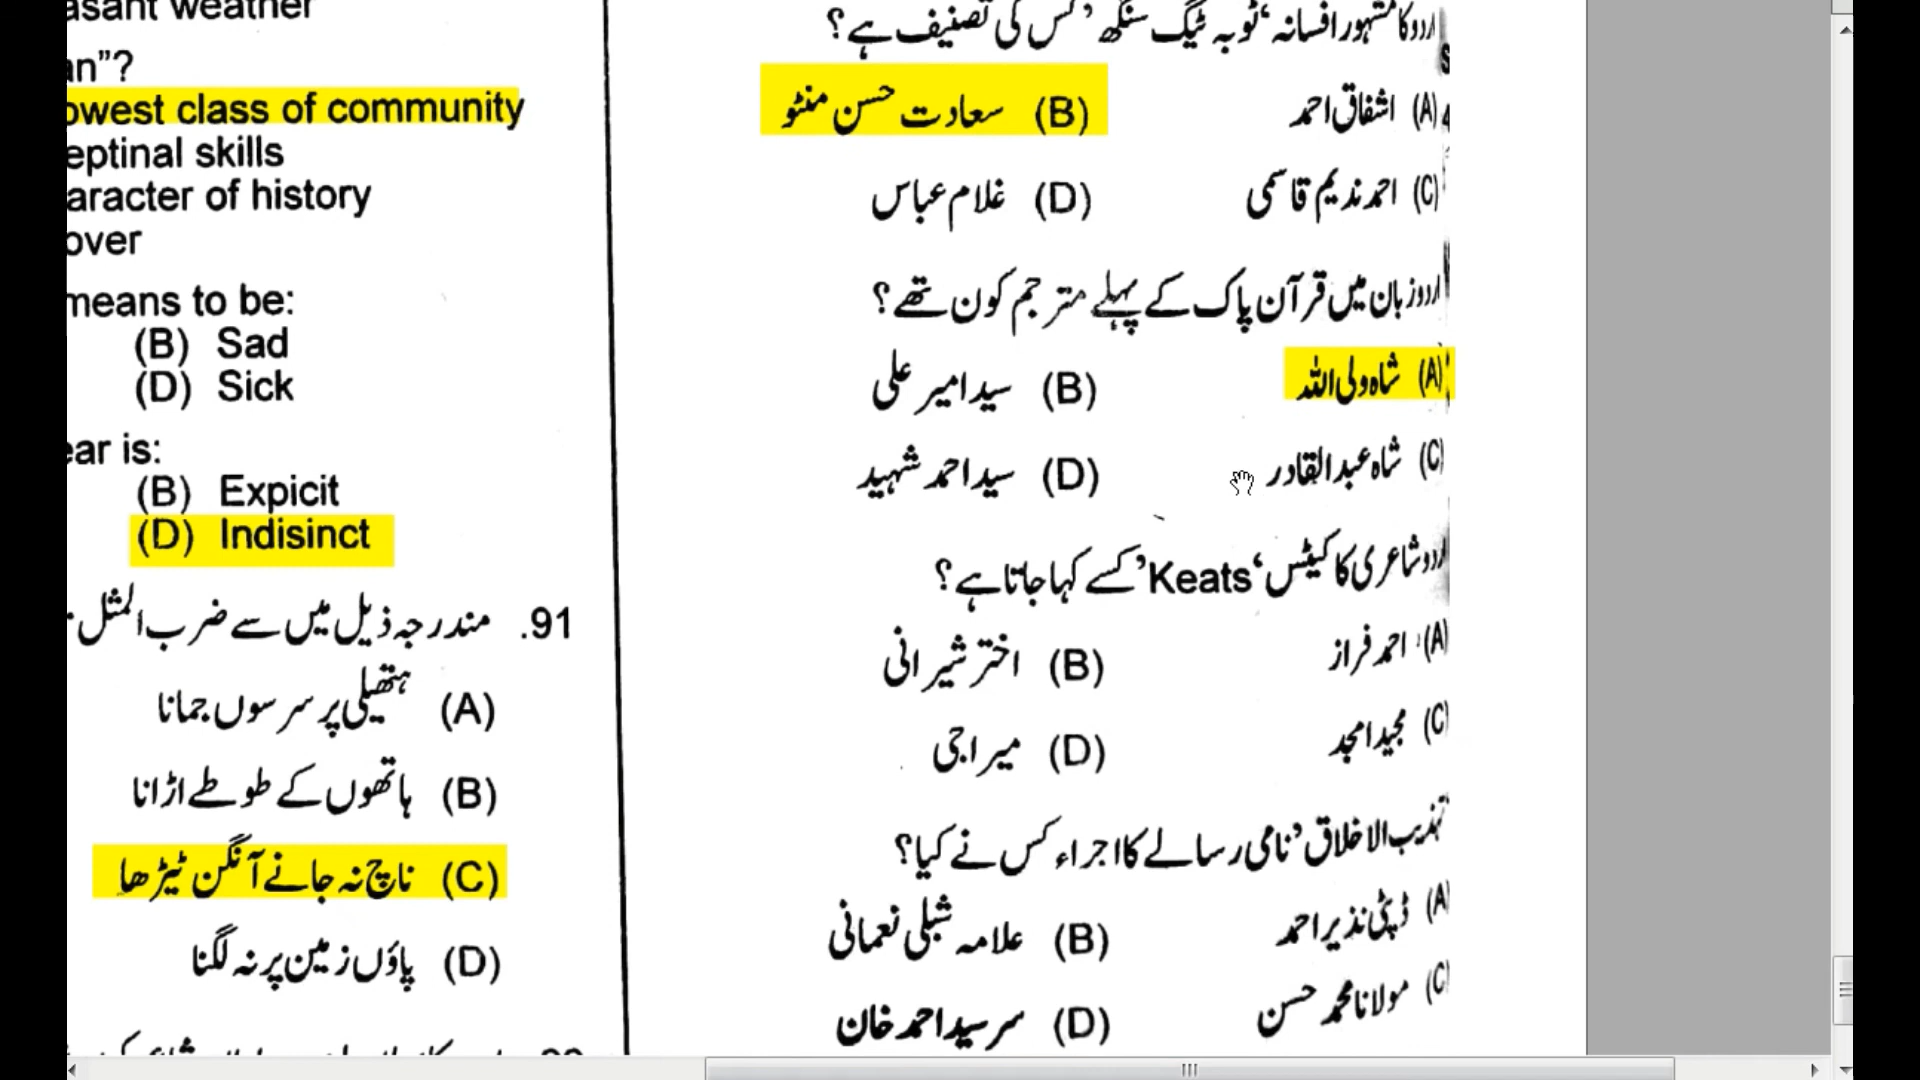 asant weather
an”?
owest class of community
eptinal skills
aracter of history
over
means to be:
(B) Sad
(D) Sick
ear is:
(B) Expicit
(D) Indisinct
91. مندرجہ ذیل میں سے ضرب المثل
(A) ہتھیلی پر سرسوں جمانا
(B) ہاتھوں کے طوطے اڑانا
(C) ناچ نہ جانے آنگن ٹیڑھا
(D) پاؤں زمین پر نہ لگنا
اردو کا مشہور افسانہ ‘ٹوبہ ٹیگ سنگھ’ کس کی تصنیف ہے؟
(A) اشفاق احمد
(B) سعادت حسن منٹو
(C) احمد ندیم قاسمی
(D) غلام عباس
اردو زبان میں قرآن پاک کے پہلے مترجم کون تھے؟
(A) شاہ ولی اللہ
(B) سید امیر علی
(C) شاہ عبدالقادر
(D) سید احمد شہید
اردو شاعری کا کیٹس ‘Keats’ کسے کہا جاتا ہے؟
(A) احمد فراز
(B) اختر شیرانی
(C) مجید امجد
(D) میرا جی
تہذیب الاخلاق’ نامی رسالے کا اجراء کس نے کیا؟
(A) ڈپٹی نذیر احمد
(B) علامہ شبلی نعمانی
(C) مولانا محمد حسن
(D) سر سید احمد خان